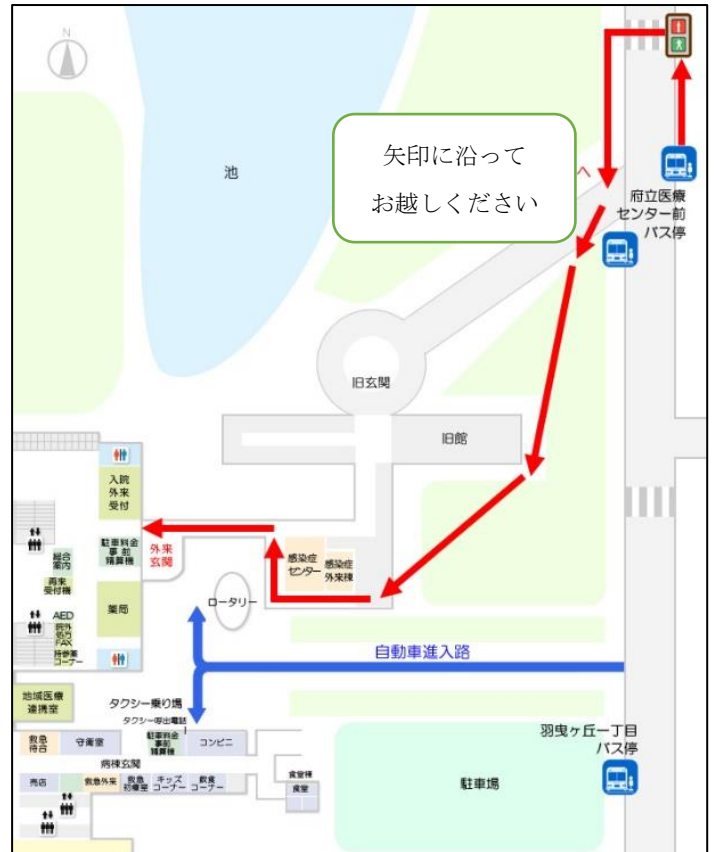 N
矢印に沿って
お越しください
へ
池
府立医療
センター前
バス停
旧玄関
旧館
入院
外来
受付
駐車料金
事前
精算機
外来
玄関
総合
案内
再来
受付機
薬局
AED
院外
処方
FAX
持参薬
コーナー
感染症
センター
感染症
外来棟
ロータリー
自動車進入路
地域医療
連携室
タクシー乗り場
タクシー呼出電話
救急
待合
守衛室
駐車料金
事前
精算機
コンビニ
病棟玄関
売店
救急外来
救急
初療室
キッズ
コーナー
飲食
コーナー
食堂棟
食堂
駐車場
羽曳ヶ丘一丁目
バス停